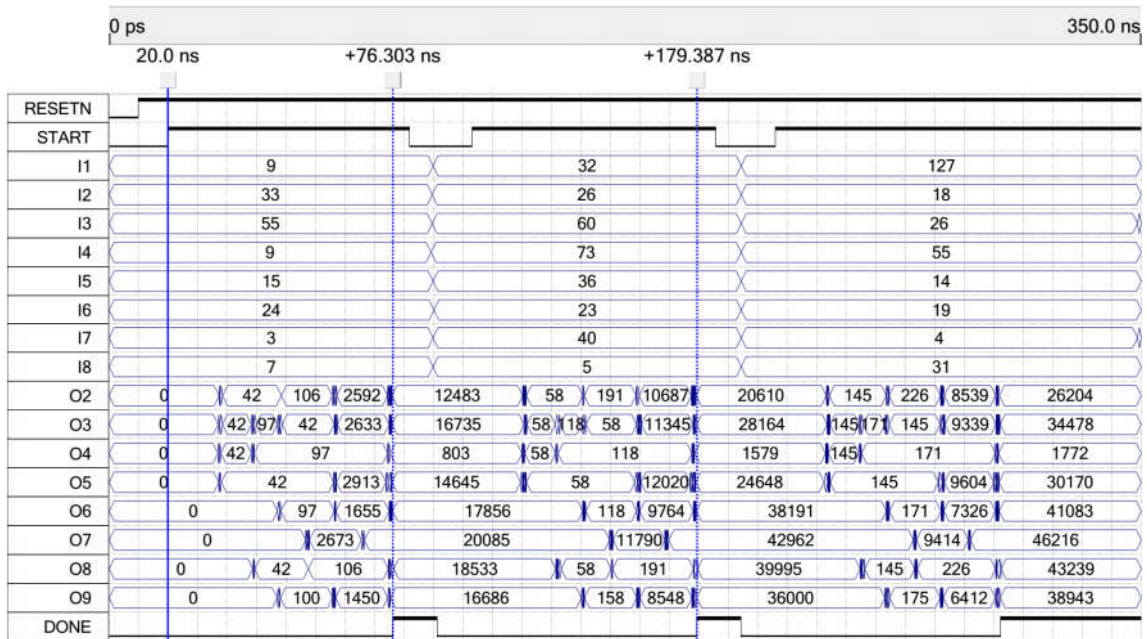 0 ps 350.0 ns
20.0 ns +76.303 ns +179.387 ns
RESETN
START
I1 9 32 127
I2 33 26 18
I3 55 60 26
I4 9 73 55
I5 15 36 14
I6 24 23 19
I7 3 40 4
I8 7 5 31
O2 0 42 106 2592 12483 58 191 10687 20610 145 226 8539 26204
O3 0 42 97 42 2633 16735 58 118 58 11345 28164 145 171 145 9339 34478
O4 0 42 97 803 58 118 1579 145 171 1772
O5 0 42 2913 14645 58 12020 24648 145 9604 30170
O6 0 97 1655 17856 118 9764 38191 171 7326 41083
O7 0 2673 20085 11790 42962 9414 46216
O8 0 42 106 18533 58 191 39995 145 226 43239
O9 0 100 1450 16686 158 8548 36000 175 6412 38943
DONE